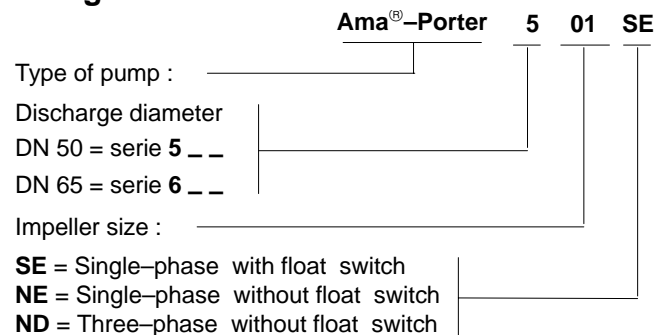 Ama®–Porter 5 01 SE
Type of pump :
Discharge diameter
DN 50 = serie 5 _ _
DN 65 = serie 6 _ _
Impeller size :
SE = Single–phase with float switch
NE = Single–phase without float switch
ND = Three–phase without float switch